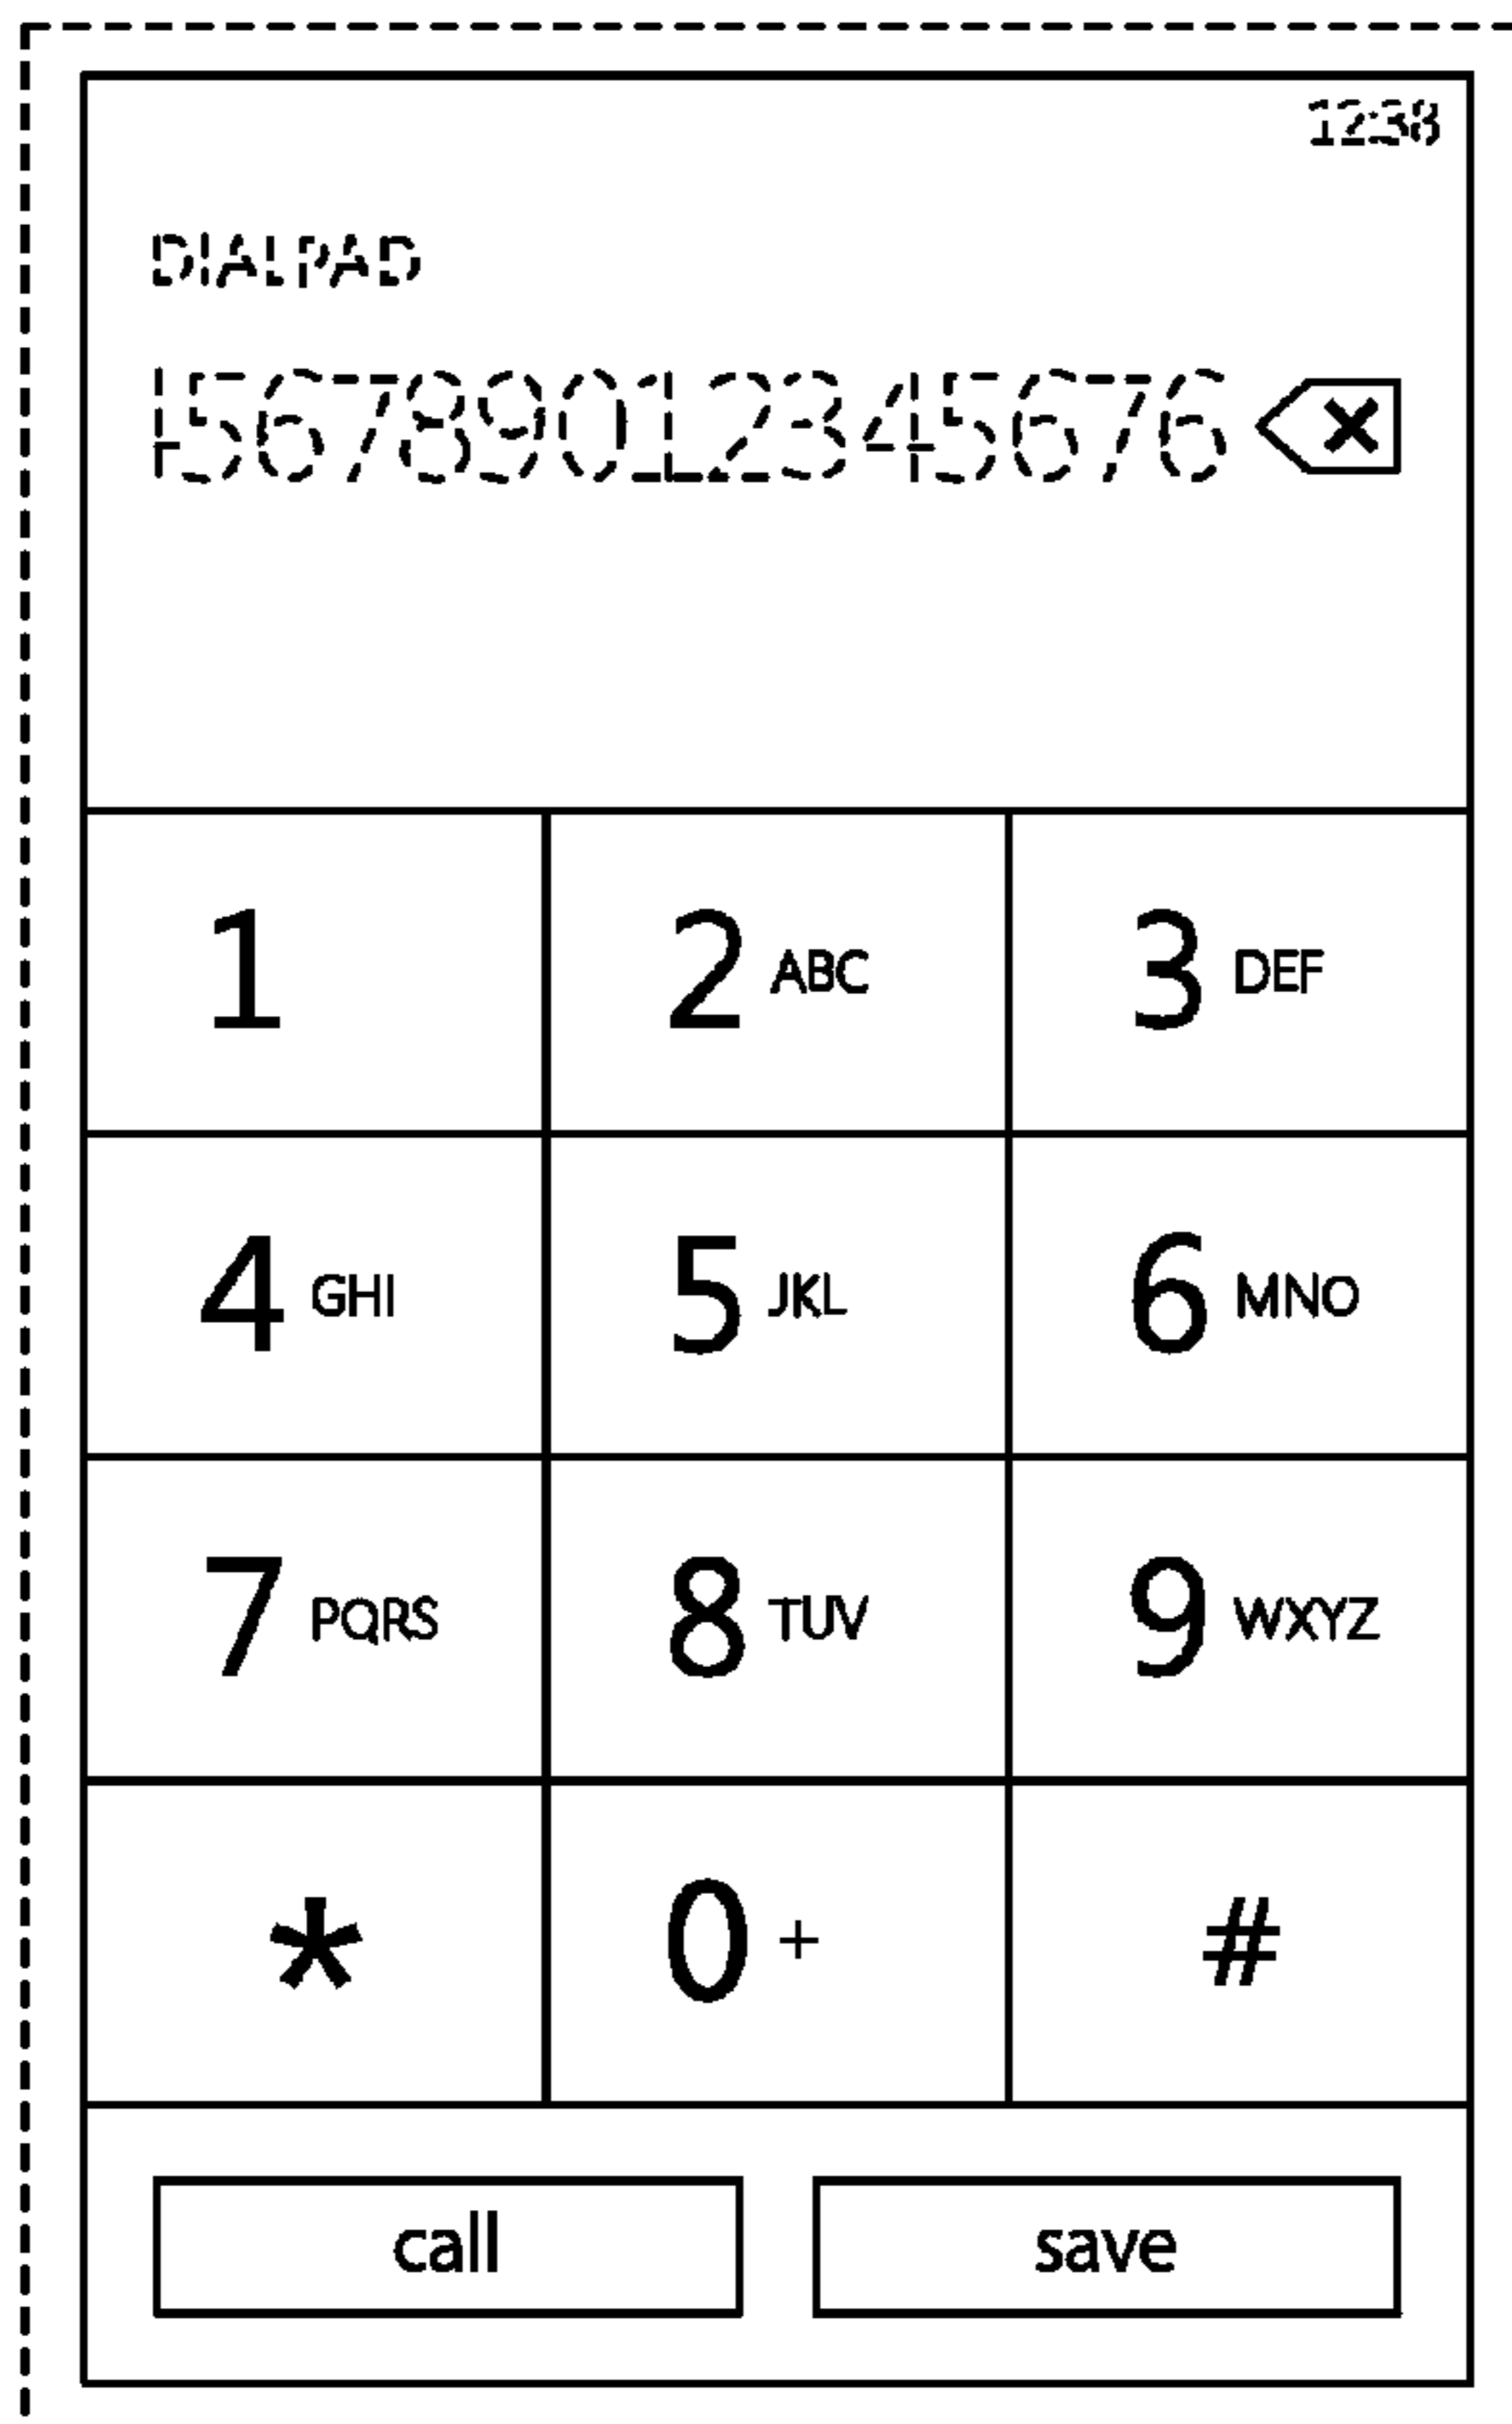 12:38
DIALPAD
56789012345676
1
2 ABC
3 DEF
4 GHI
5 JKL
6 MNO
7 PQRS
8 TUV
9 WXYZ
*
0 +
#
call
save